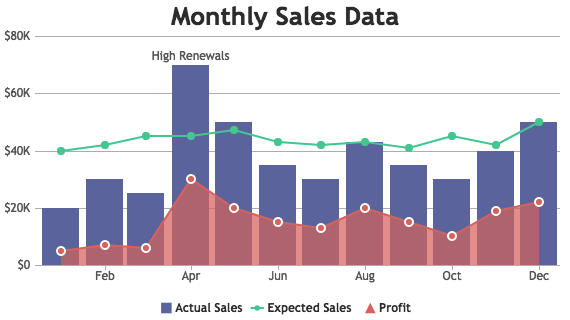 Monthly Sales Data
$80K
High Renewals
$60K
$40K
$20K
$0
Feb Apr Jun Aug Oct Dec
Actual Sales Expected Sales Profit